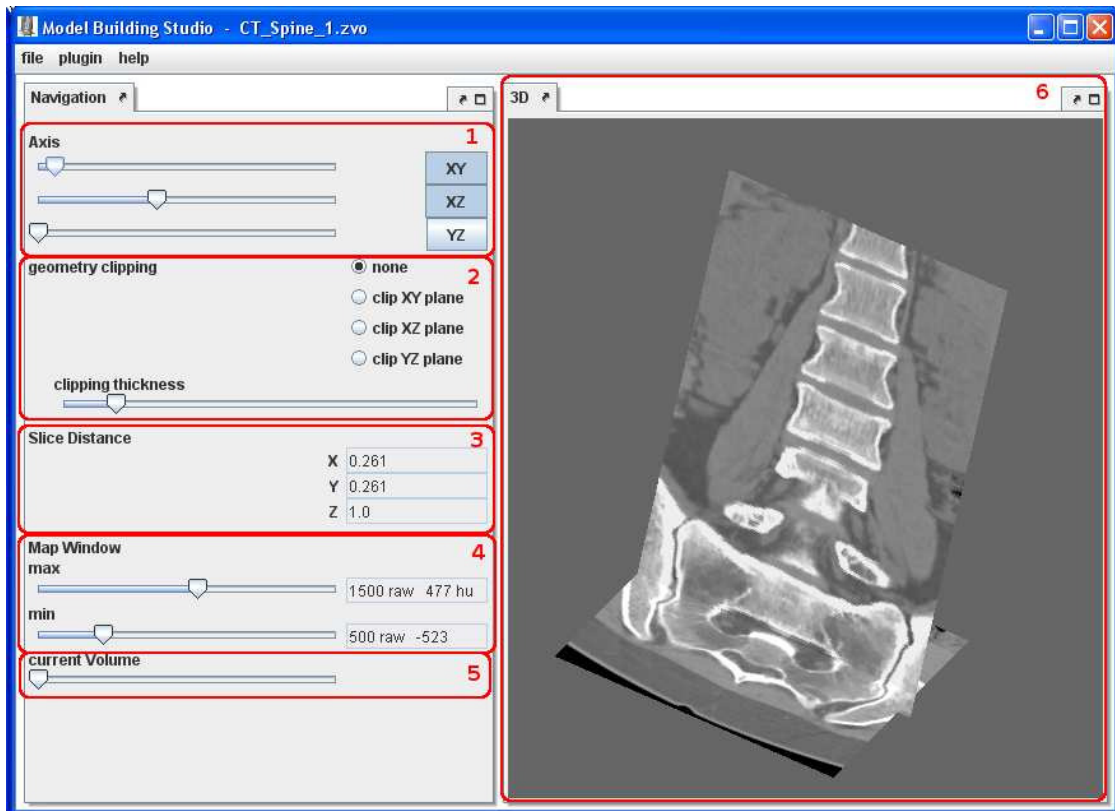 Model Building Studio - CT_Spine_1.zvo
file plugin help
Navigation
1
Axis
XY
XZ
YZ
geometry clipping
none
2
clip XY plane
clip XZ plane
clip YZ plane
clipping thickness
Slice Distance
3
X 0.261
Y 0.261
Z 1.0
Map Window
4
max
1500 raw 477 hu
min
500 raw -523
current Volume
5
3D
6